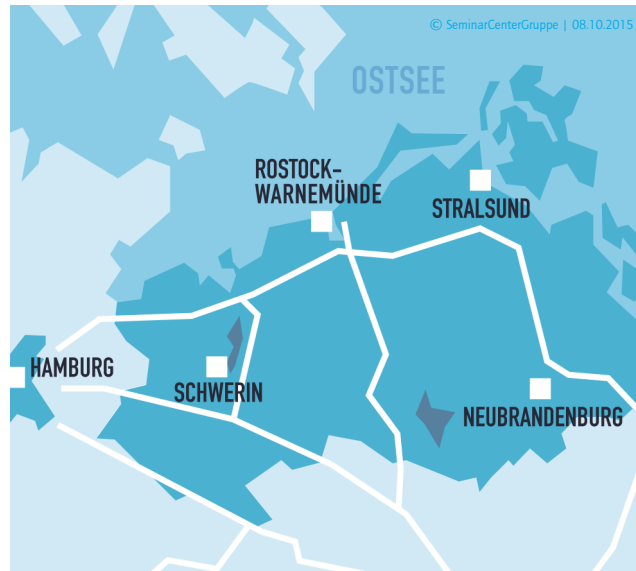 © SeminarCenterGruppe | 08.10.2015
OSTSEE
ROSTOCK-
WARNEMÜNDE
STRALSUND
HAMBURG
SCHWERIN
NEUBRANDENBURG